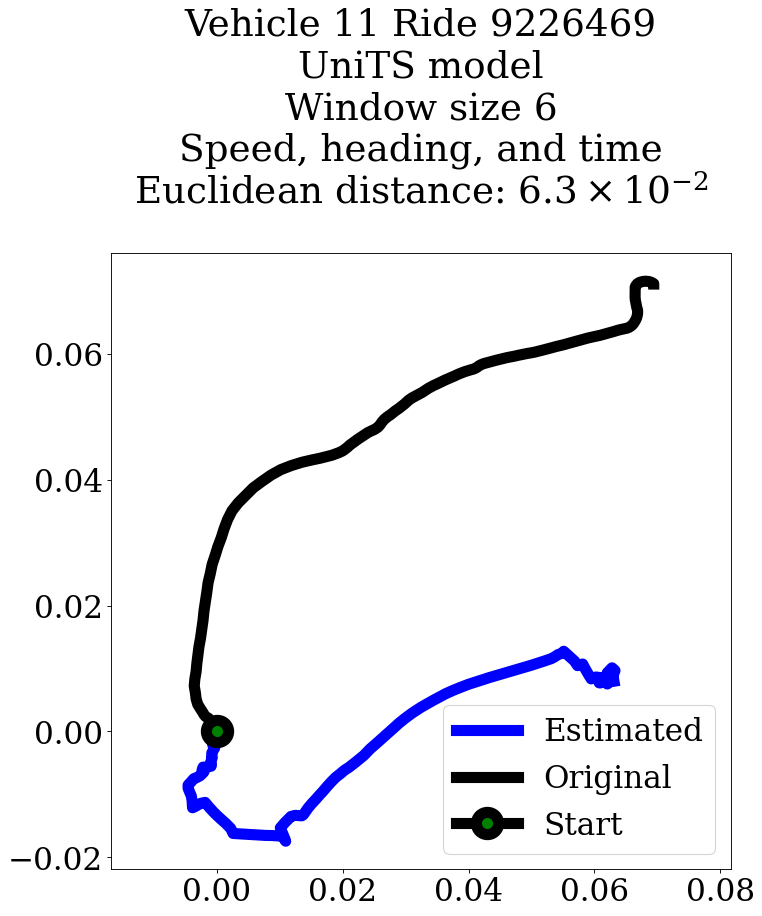 Vehicle 11 Ride 9226469
UniTS model
Window size 6
Speed, heading, and time
Euclidean distance: $6.3 \times 10^{-2}$
0.06
0.04
0.02
0.00
−0.02
Estimated
Original
Start
0.00 0.02 0.04 0.06 0.08